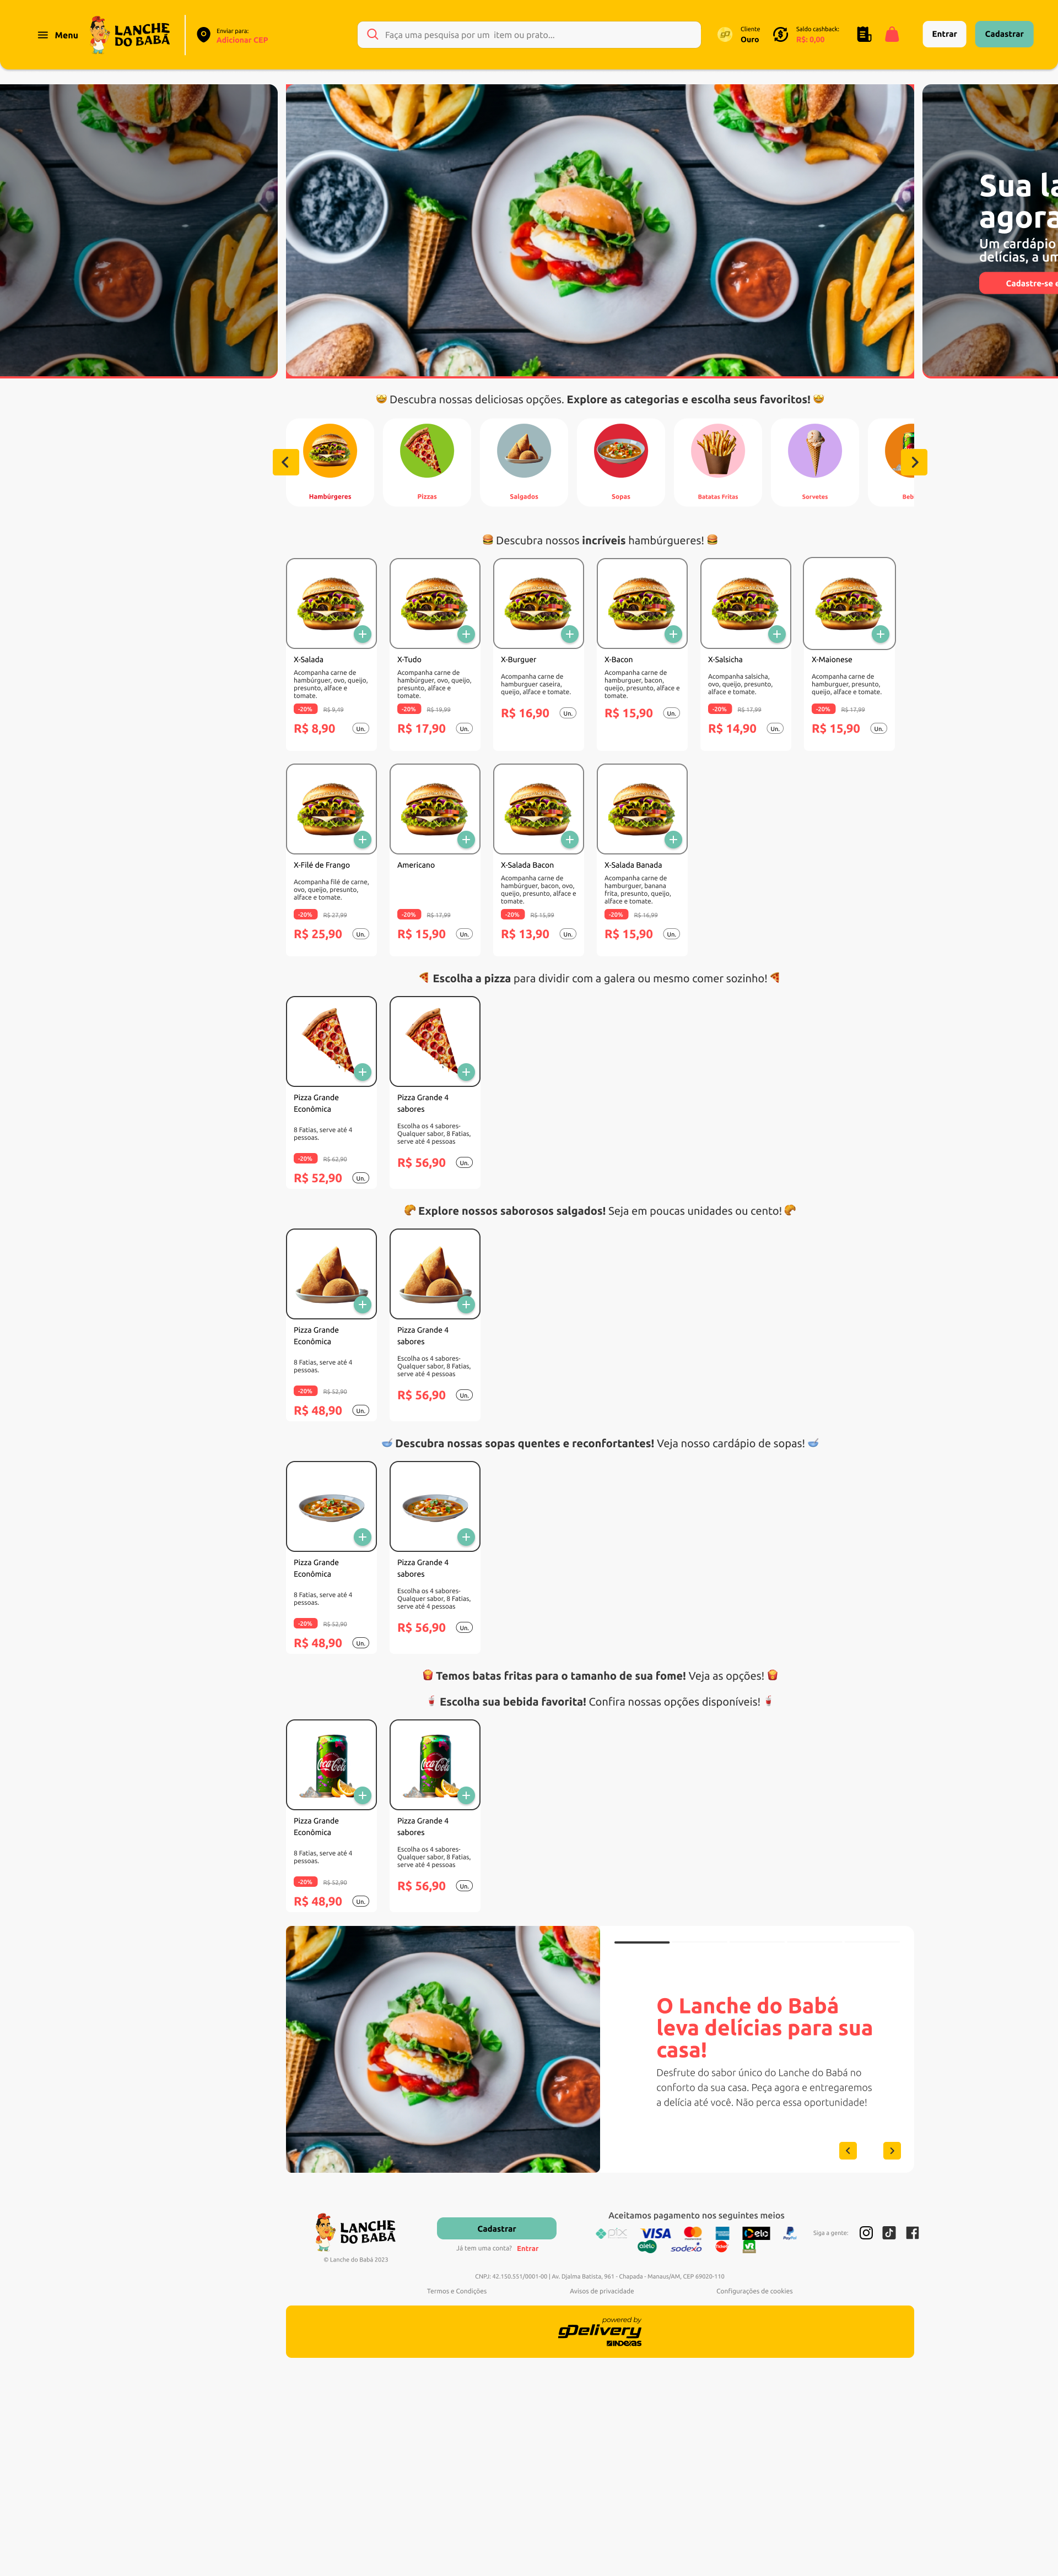 Menu
LANCHE
DO BABÁ
Enviar para:
Adicionar CEP
Faça uma pesquisa por um item ou prato...
Cliente
Ouro
Saldo cashback:
R$: 0,00
Entrar
Cadastrar
Sua la
agora
Um cardápio
delícias, a um
Cadastre-se e
Descubra nossas deliciosas opções. Explore as categorias e escolha seus favoritos!
Hambúrgeres
Pizzas
Salgados
Sopas
Batatas Fritas
Sorvetes
Beb
Descubra nossos incríveis hambúrgueres!
X-Salada
Acompanha carne de
hambúrguer, ovo, queijo,
presunto, alface e
tomate.
-20% R$ 9,49
R$ 8,90 Un.
X-Tudo
Acompanha carne de
hambúrguer, ovo, queijo,
presunto, alface e
tomate.
-20% R$ 19,99
R$ 17,90 Un.
X-Burguer
Acompanha carne de
hamburguer caseira,
queijo, alface e tomate.
R$ 16,90 Un.
X-Bacon
Acompanha carne de
hamburguer, bacon,
queijo, presunto, alface e
tomate.
R$ 15,90 Un.
X-Salsicha
Acompanha salsicha,
ovo, queijo, presunto,
alface e tomate.
-20% R$ 17,99
R$ 14,90 Un.
X-Maionese
Acompanha carne de
hamburguer, presunto,
queijo, alface e tomate.
-20% R$ 17,99
R$ 15,90 Un.
X-Filé de Frango
Acompanha filé de carne,
ovo, queijo, presunto,
alface e tomate.
-20% R$ 27,99
R$ 25,90 Un.
Americano
-20% R$ 17,99
R$ 15,90 Un.
X-Salada Bacon
Acompanha carne de
hambúrguer, bacon, ovo,
queijo, presunto, alface e
tomate.
-20% R$ 15,99
R$ 13,90 Un.
X-Salada Banada
Acompanha carne de
hamburguer, banana
frita, presunto, queijo,
alface e tomate.
-20% R$ 16,99
R$ 15,90 Un.
Escolha a pizza para dividir com a galera ou mesmo comer sozinho!
Pizza Grande
Econômica
8 Fatias, serve até 4
pessoas.
-20% R$ 62,90
R$ 52,90 Un.
Pizza Grande 4
sabores
Escolha os 4 sabores-
Qualquer sabor, 8 Fatias,
serve até 4 pessoas
R$ 56,90 Un.
Explore nossos saborosos salgados! Seja em poucas unidades ou cento!
Pizza Grande
Econômica
8 Fatias, serve até 4
pessoas.
-20% R$ 52,90
R$ 48,90 Un.
Pizza Grande 4
sabores
Escolha os 4 sabores-
Qualquer sabor, 8 Fatias,
serve até 4 pessoas
R$ 56,90 Un.
Descubra nossas sopas quentes e reconfortantes! Veja nosso cardápio de sopas!
Pizza Grande
Econômica
8 Fatias, serve até 4
pessoas.
-20% R$ 52,90
R$ 48,90 Un.
Pizza Grande 4
sabores
Escolha os 4 sabores-
Qualquer sabor, 8 Fatias,
serve até 4 pessoas
R$ 56,90 Un.
Temos batas fritas para o tamanho de sua fome! Veja as opções!
Escolha sua bebida favorita! Confira nossas opções disponíveis!
Coca-Cola
Coca-Cola
Pizza Grande
Econômica
8 Fatias, serve até 4
pessoas.
-20% R$ 52,90
R$ 48,90 Un.
Pizza Grande 4
sabores
Escolha os 4 sabores-
Qualquer sabor, 8 Fatias,
serve até 4 pessoas
R$ 56,90 Un.
O Lanche do Babá
leva delícias para sua
casa!
Desfrute do sabor único do Lanche do Babá no
conforto da sua casa. Peça agora e entregaremos
a delícia até você. Não perca essa oportunidade!
LANCHE
DO BABÁ
© Lanche do Babá 2023
Cadastrar
Já tem uma conta? Entrar
Aceitamos pagamento nos seguintes meios
pix VISA elo PayPal
alelo sodexo ticket VR
Siga a gente:
CNPJ: 42.150.551/0001-00 | Av. Djalma Batista, 961 - Chapada - Manaus/AM, CEP 69020-110
Termos e Condições
Avisos de privacidade
Configurações de cookies
powered by
gDelivery
INDEVAS